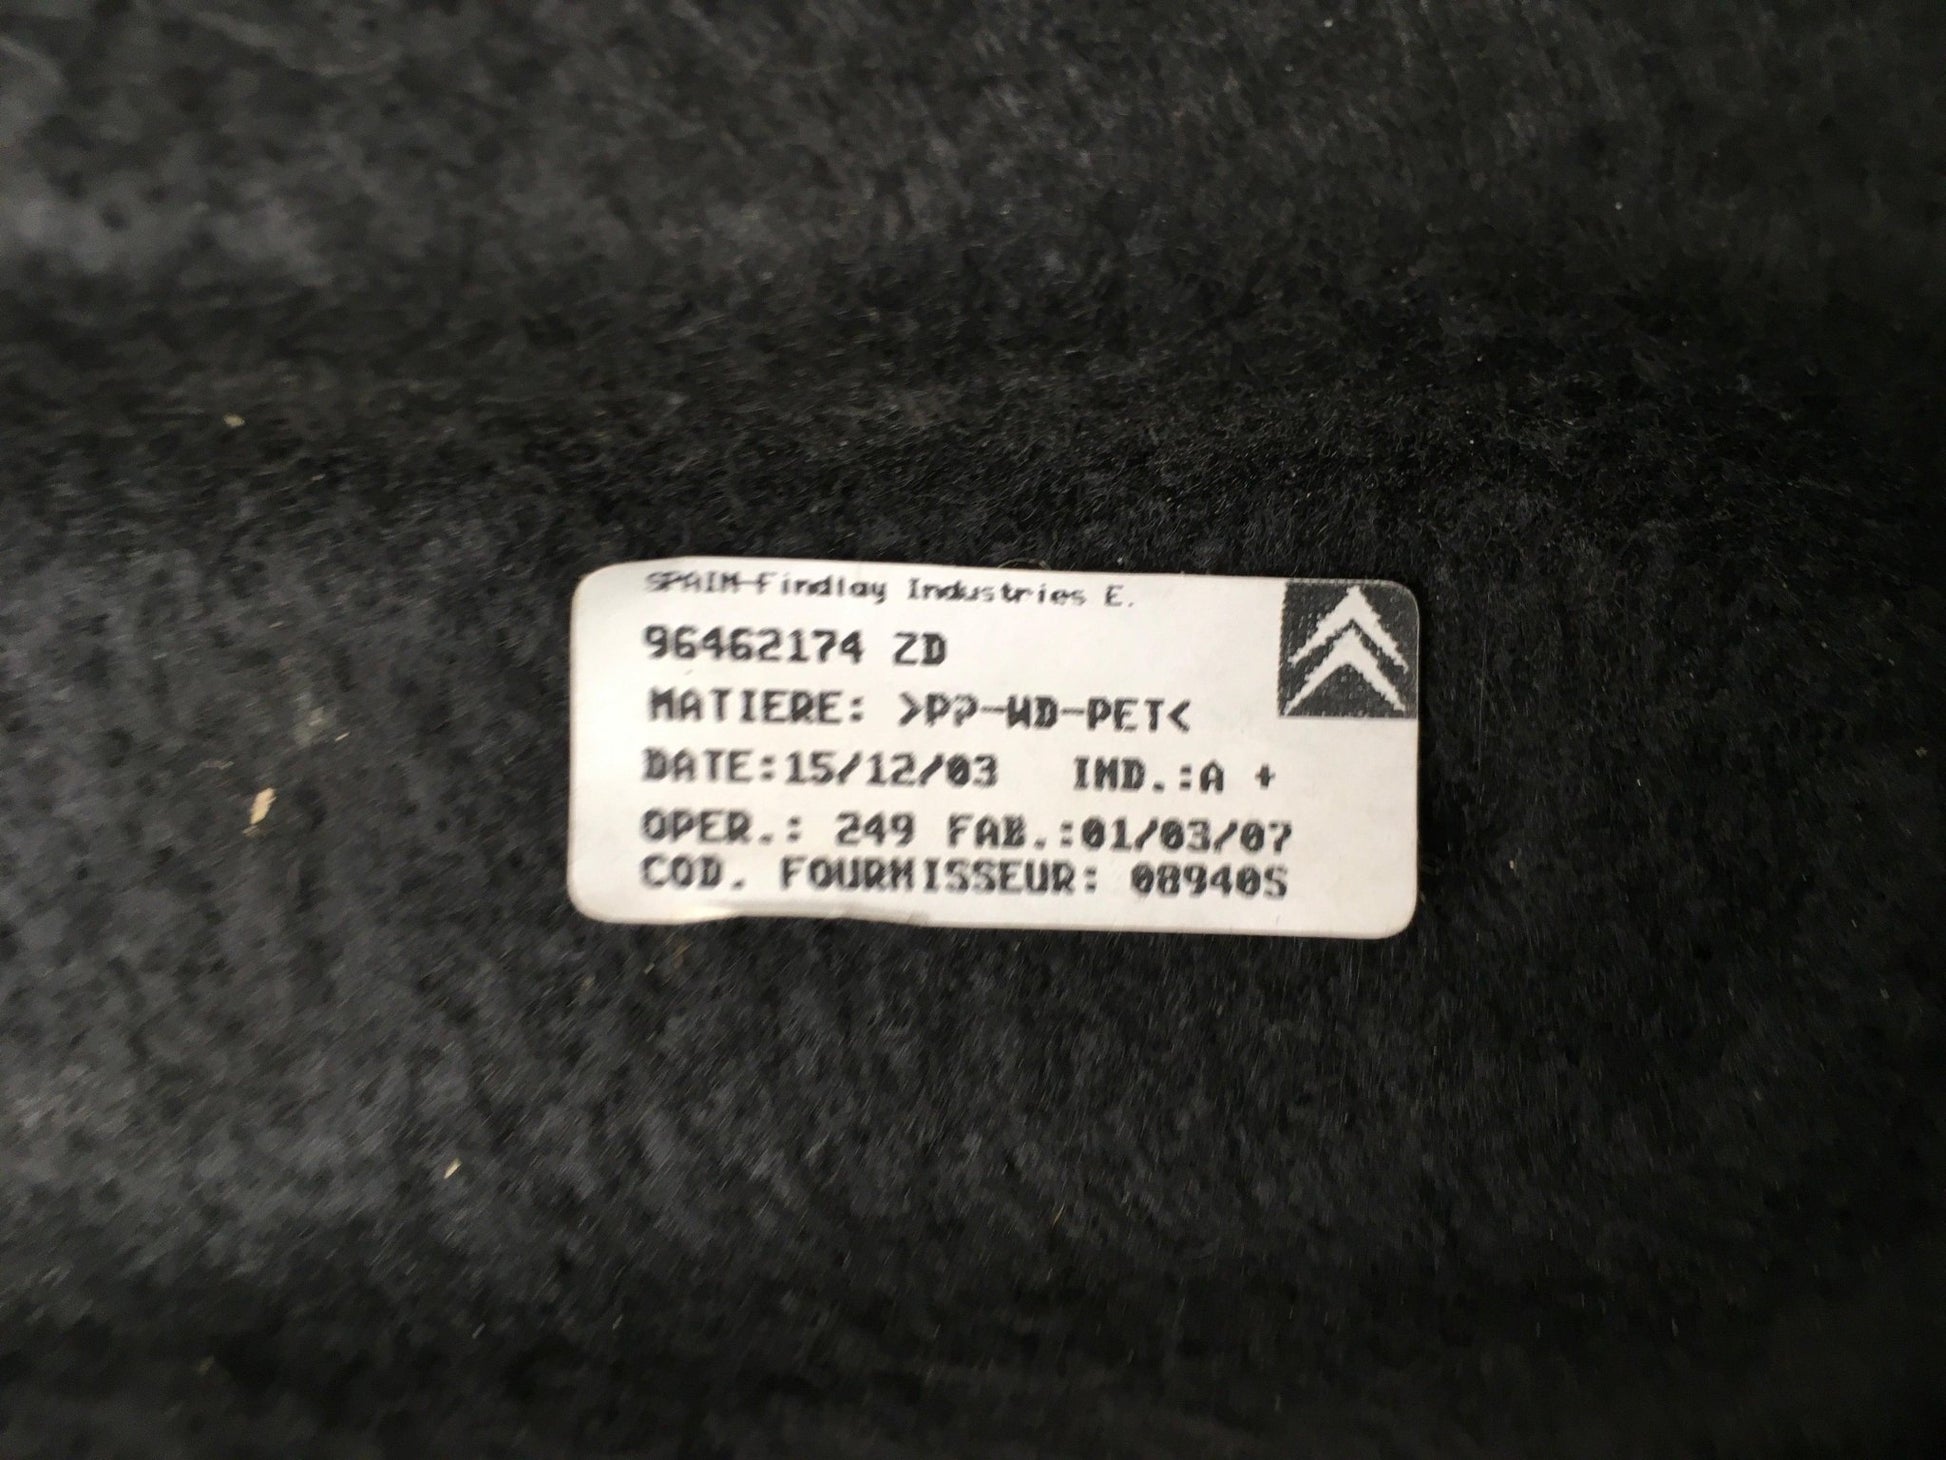 SPAIN-Findlay Industries E.
96462174 ZD
MATIERE: >PP-WD-PET<
DATE:15/12/03 IND.:A +
OPER.: 249 FAB.:01/03/07
COD. FOURNISSEUR: 08940S